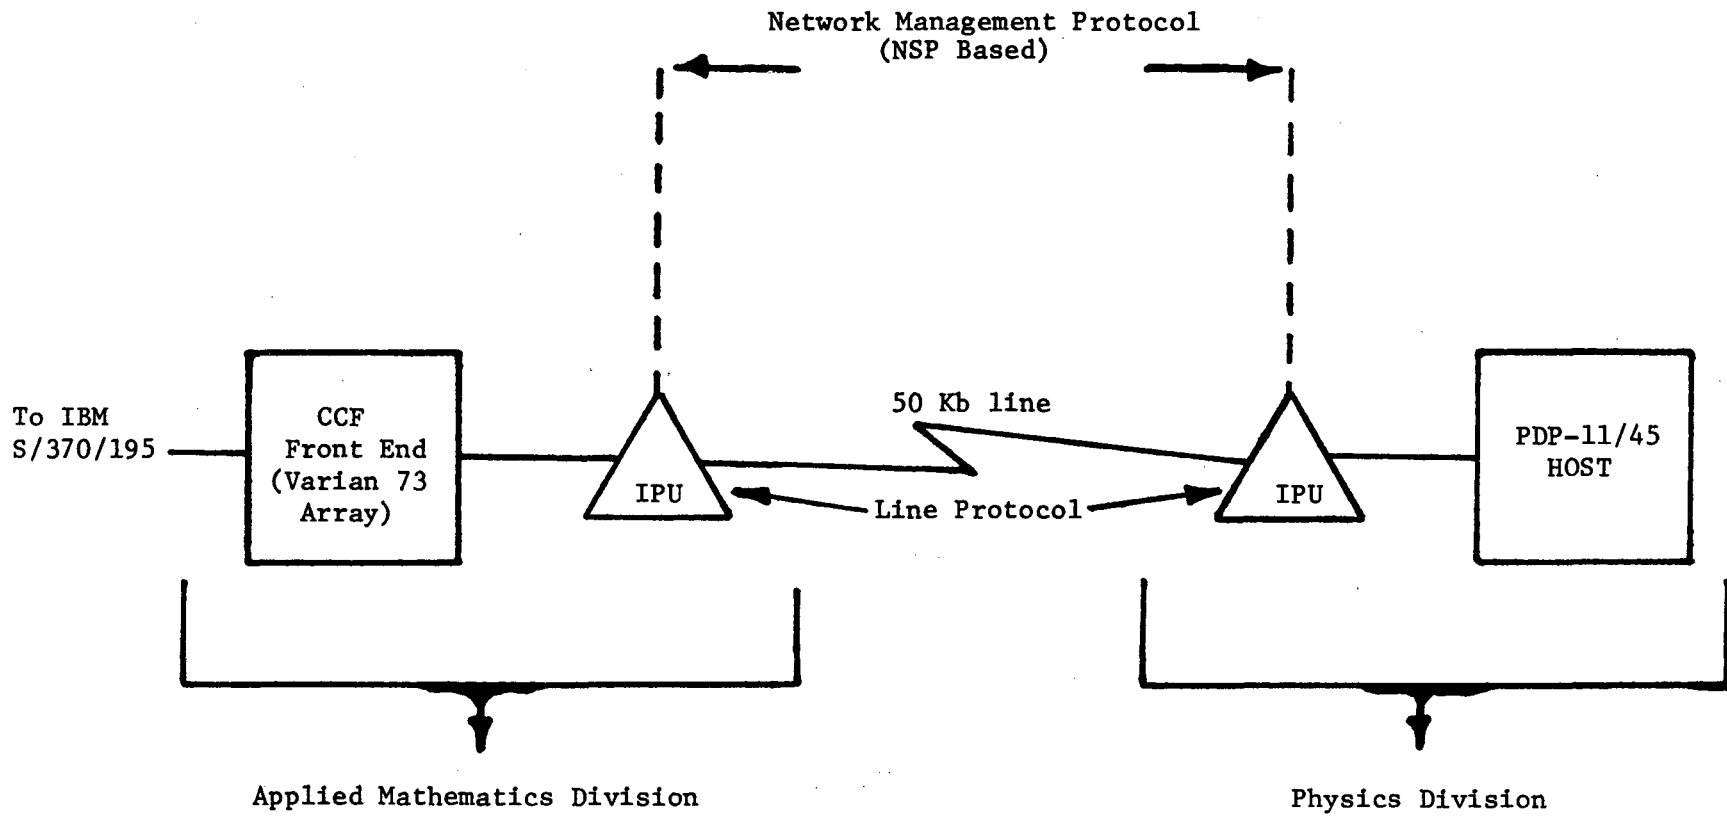 Network Management Protocol
(NSP Based)
To IBM
S/370/195
CCF
Front End
(Varian 73
Array)
IPU
50 Kb line
Line Protocol
IPU
PDP-11/45
HOST
Applied Mathematics Division
Physics Division